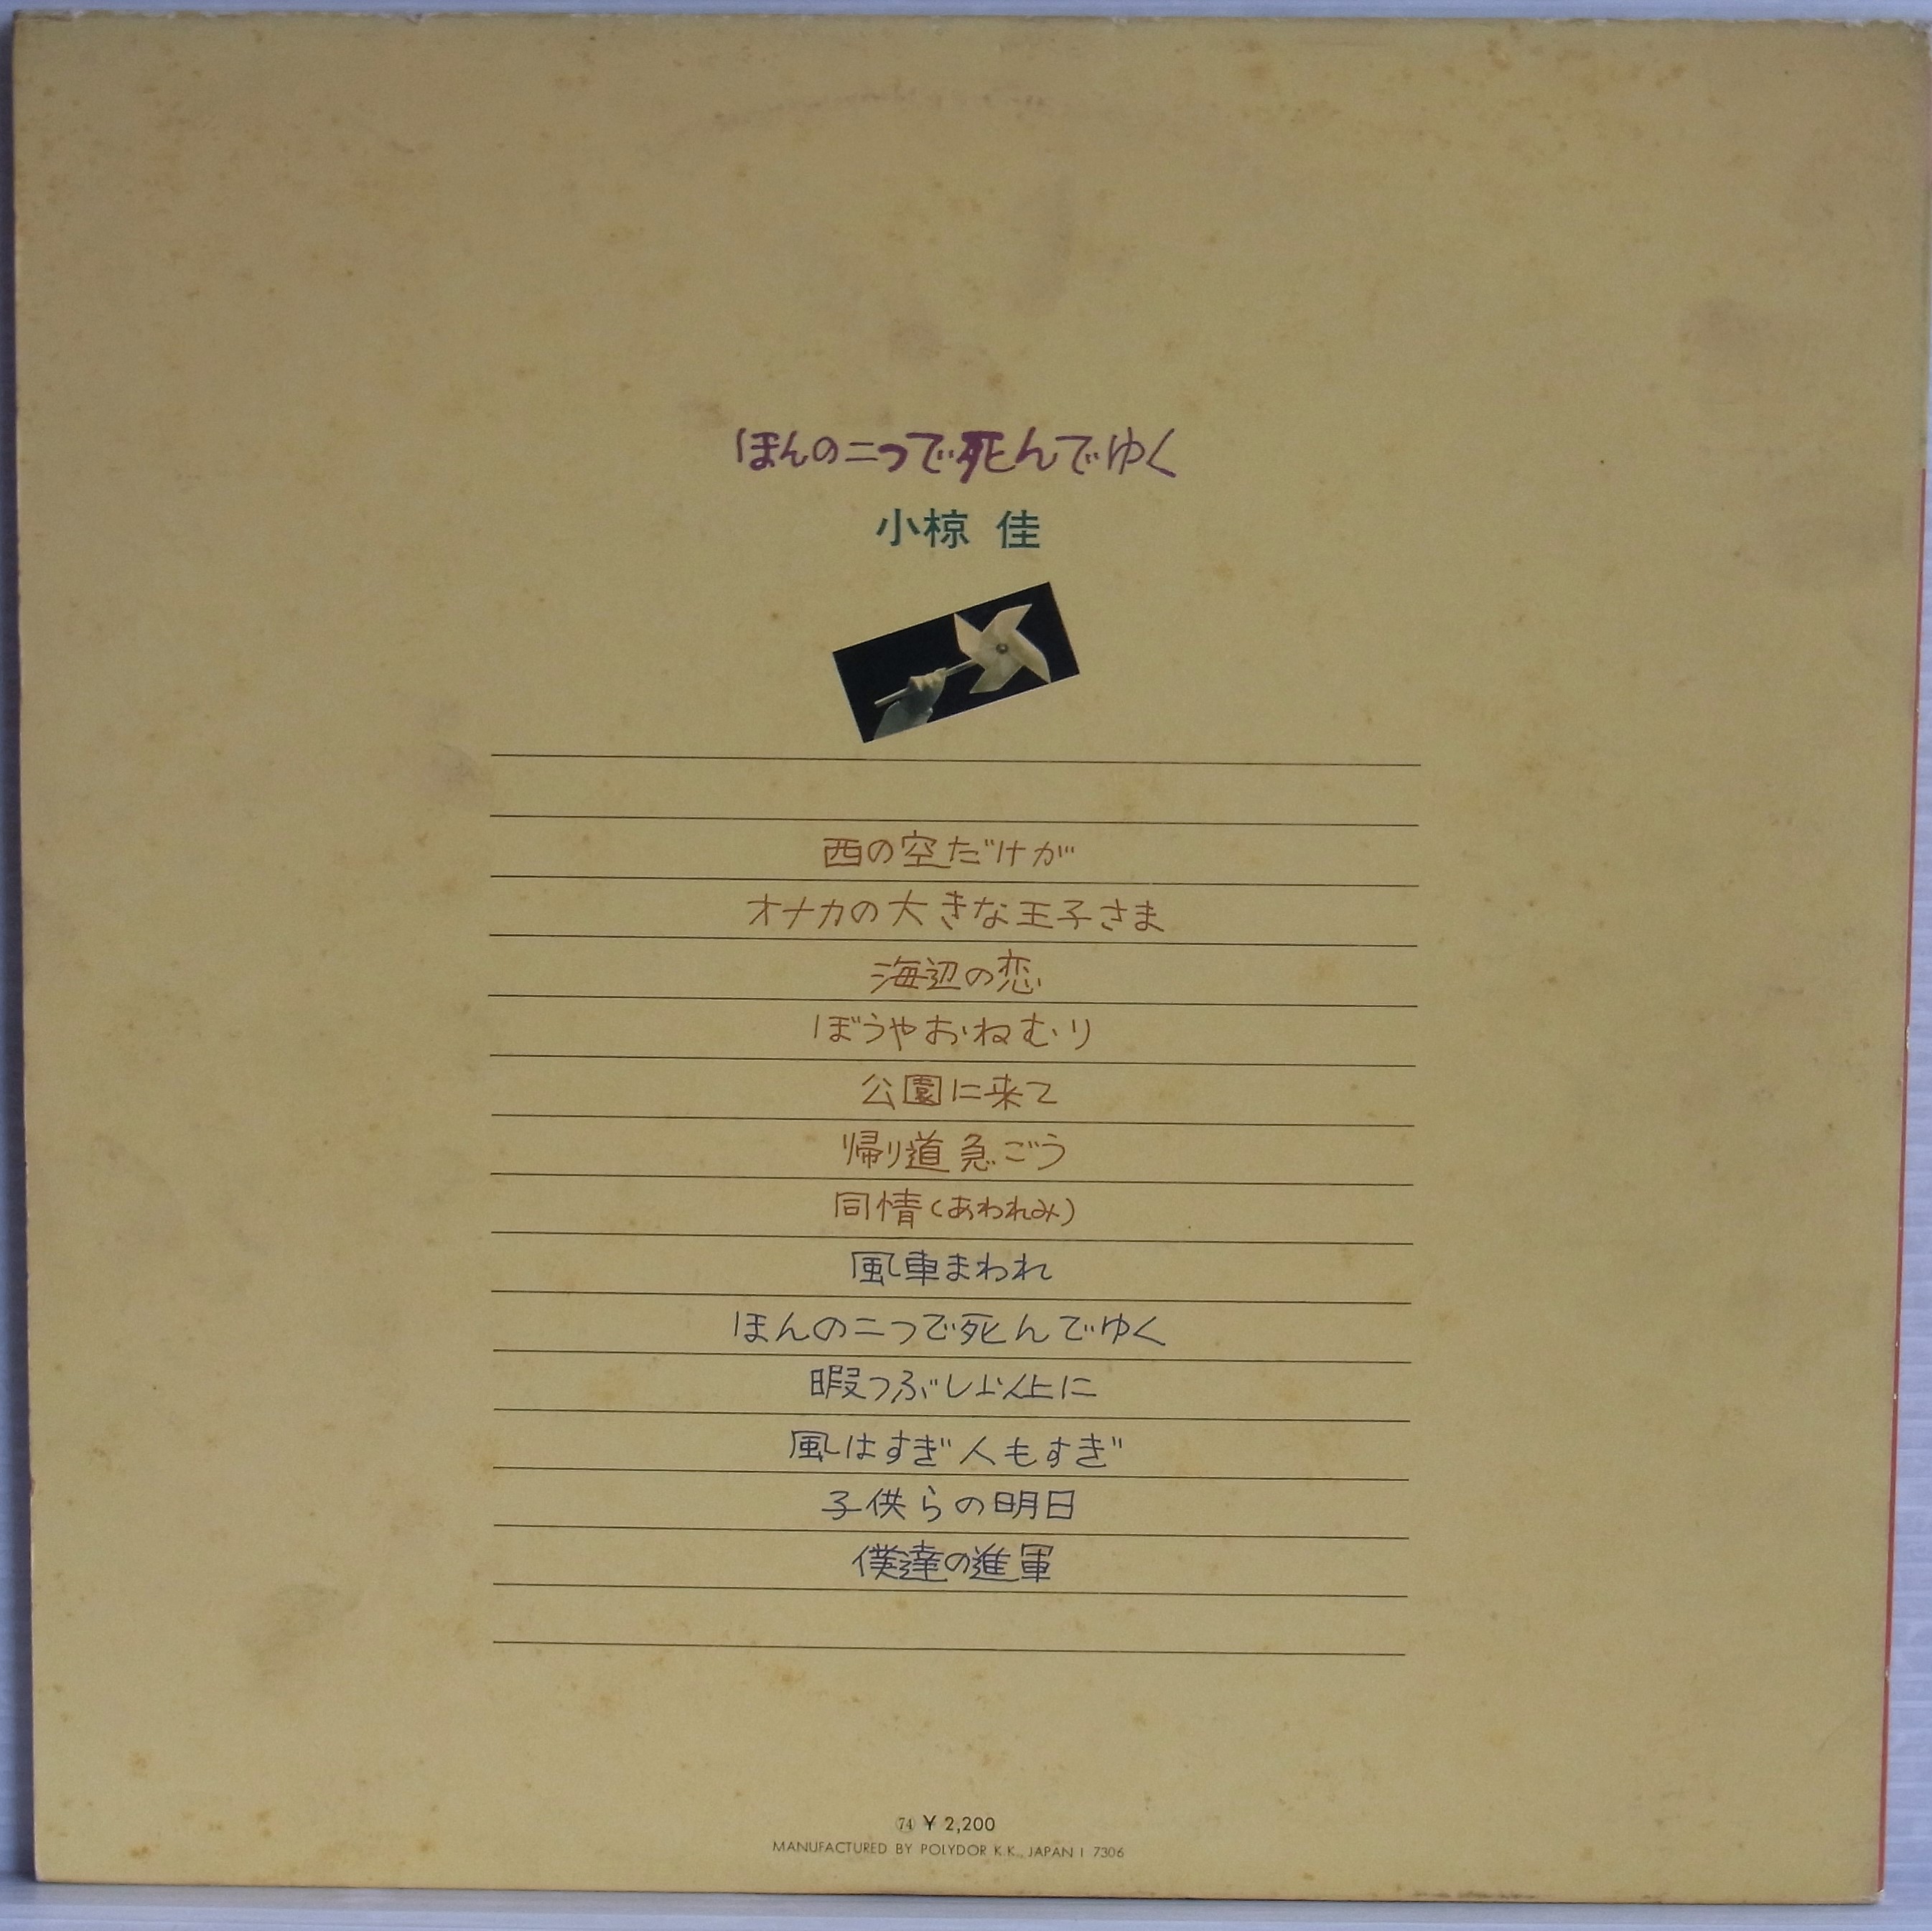 ほんの二つで死んでゆく
小椋 佳
西の空だけが
オナカの大きな王子さま
海辺の恋
ぼうやおねむり
公園に来て
帰り道急ごう
同情(あわれみ)
風車まわれ
ほんの二つで死んでゆく
暇つぶし以上に
風はすぎ 人もすぎ
子供らの明日
僕達の進軍
74 ¥ 2,200
MANUFACTURED BY POLYDOR K.K., JAPAN I 7306